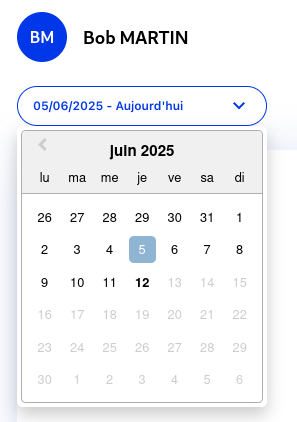 BM Bob MARTIN
05/06/2025 - Aujourd'hui
juin 2025
lu ma me je ve sa di
26 27 28 29 30 31 1
2 3 4 5 6 7 8
9 10 11 12 13 14 15
16 17 18 19 20 21 22
23 24 25 26 27 28 29
30 1 2 3 4 5 6